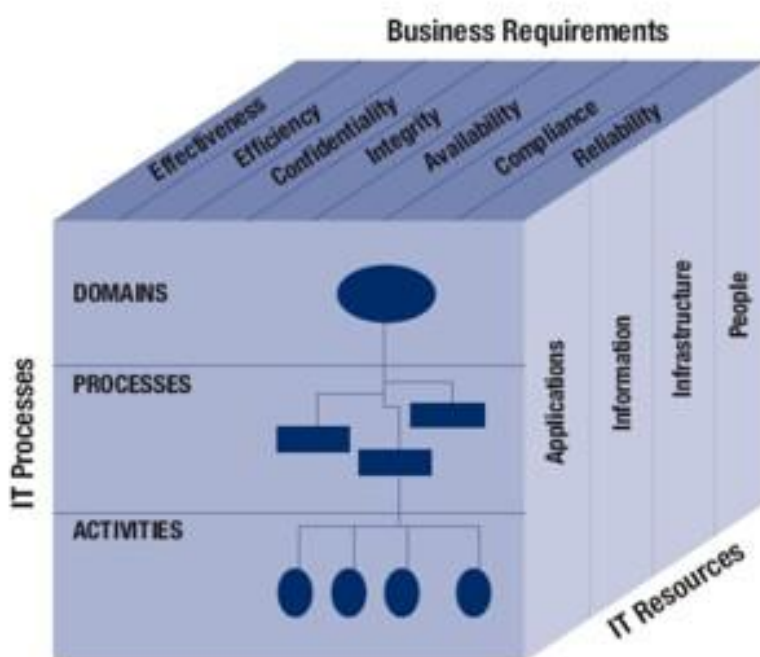 Business Requirements
Effectiveness
Efficiency
Confidentiality
Integrity
Availability
Compliance
Reliability
IT Processes
DOMAINS
PROCESSES
ACTIVITIES
Applications
Information
Infrastructure
People
IT Resources